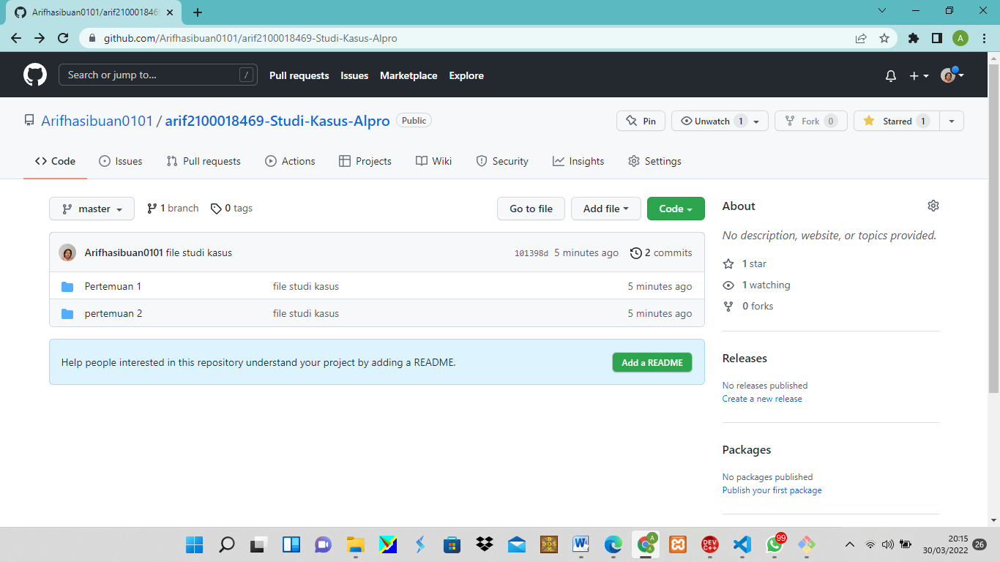 Arifhasibuan0101/arif2100018469
github.com/Arifhasibuan0101/arif2100018469-Studi-Kasus-Alpro
A
Search or jump to...
/
Pull requests Issues Marketplace Explore
Arifhasibuan0101 / arif2100018469-Studi-Kasus-Alpro Public
Pin
Unwatch 1
Fork 0
Starred 1
Code Issues Pull requests Actions Projects Wiki Security Insights Settings
master 1 branch 0 tags
Go to file Add file Code
Arifhasibuan0101 file studi kasus 101398d 5 minutes ago 2 commits
Pertemuan 1 file studi kasus 5 minutes ago
pertemuan 2 file studi kasus 5 minutes ago
Help people interested in this repository understand your project by adding a README. Add a README
About
No description, website, or topics provided.
1 star
1 watching
0 forks
Releases
No releases published
Create a new release
Packages
No packages published
Publish your first package
DOS
W
A
DEV
C++
99
20:15
30/03/2022
26